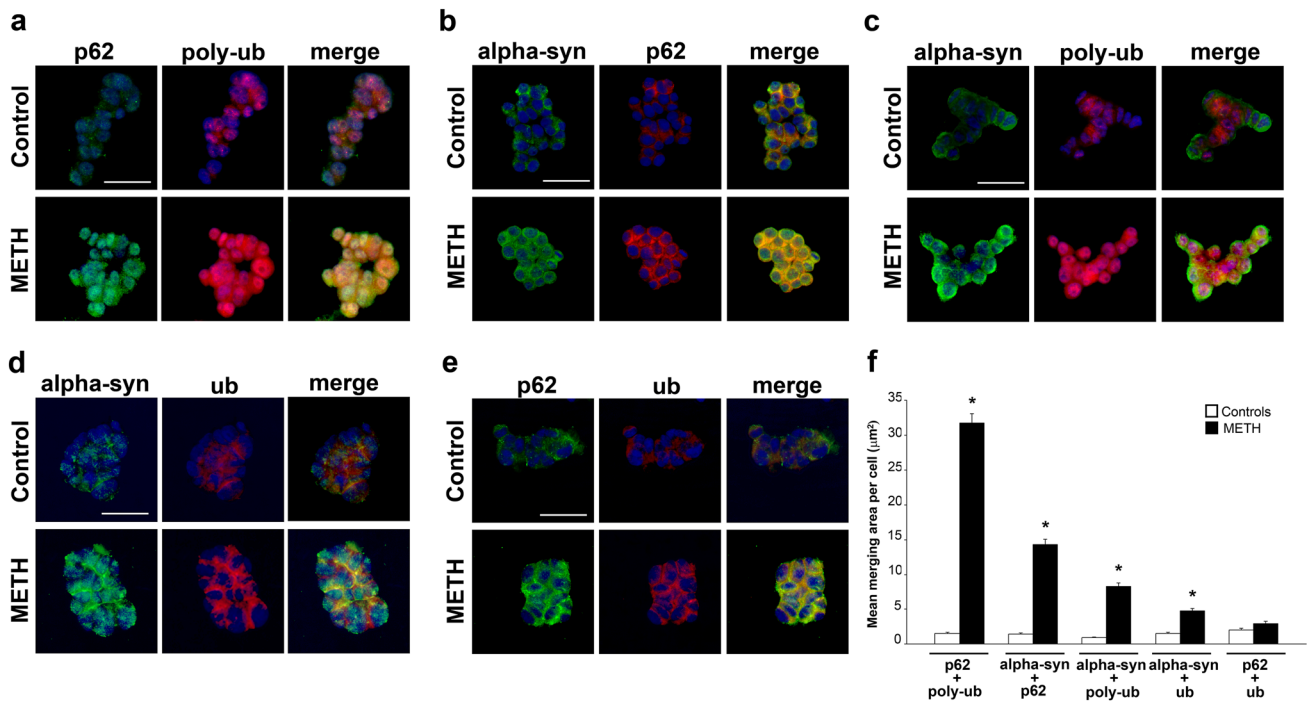 a
p62 poly-ub merge
Control
METH
b
alpha-syn p62 merge
Control
METH
c
alpha-syn poly-ub merge
Control
METH
d
alpha-syn ub merge
Control
METH
e
p62 ub merge
Control
METH
f
Mean merging area per cell (μm²)
35
30
25
20
15
10
5
0
Controls
METH
*
*
*
*
p62
+
poly-ub
alpha-syn
+
p62
alpha-syn
+
poly-ub
alpha-syn
+
ub
p62
+
ub